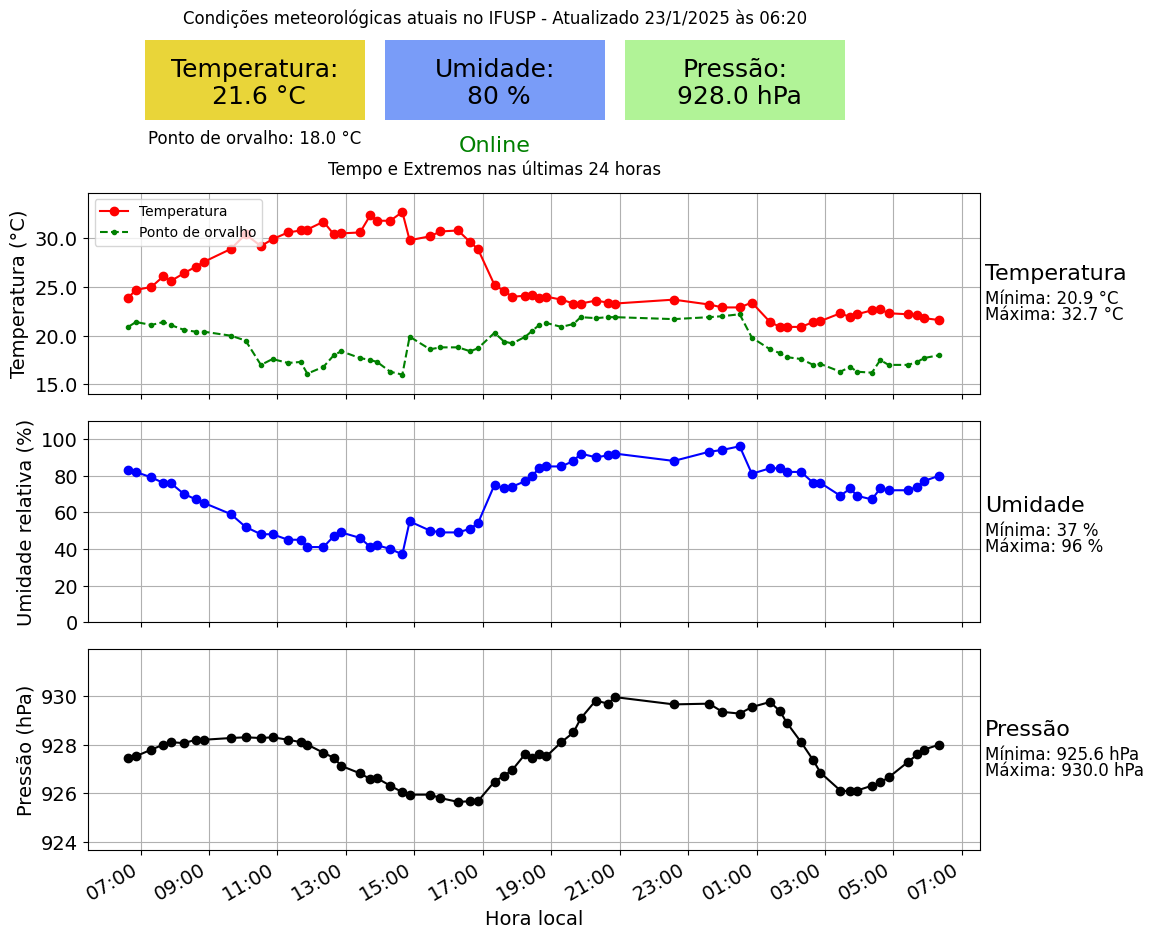 Condições meteorológicas atuais no IFUSP - Atualizado 23/1/2025 às 06:20
Temperatura:
21.6 °C
Umidade:
80 %
Pressão:
928.0 hPa
Ponto de orvalho: 18.0 °C
Online
Tempo e Extremos nas últimas 24 horas
Temperatura (°C)
30.0
25.0
20.0
15.0
Temperatura
Ponto de orvalho
Temperatura
Mínima: 20.9 °C
Máxima: 32.7 °C
Umidade relativa (%)
100
80
60
40
20
0
Umidade
Mínima: 37 %
Máxima: 96 %
Pressão (hPa)
930
928
926
924
Pressão
Mínima: 925.6 hPa
Máxima: 930.0 hPa
07:00
09:00
11:00
13:00
15:00
17:00
19:00
21:00
23:00
01:00
03:00
05:00
07:00
Hora local